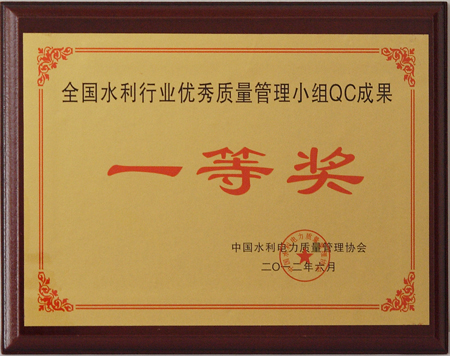 全国水利行业优秀质量管理小组QC成果
一等奖
中国水利电力质量管理协会
二〇一二年六月